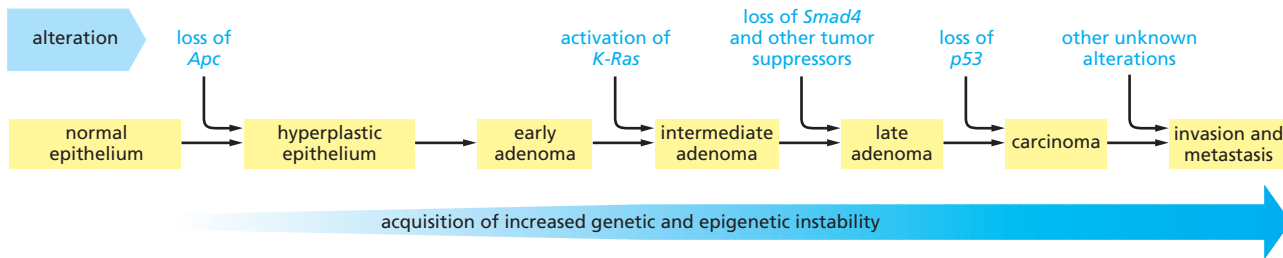 alteration
loss of
Apc
activation of
K-Ras
loss of Smad4
and other tumor
suppressors
loss of
p53
other unknown
alterations
normal
epithelium
hyperplastic
epithelium
early
adenoma
intermediate
adenoma
late
adenoma
carcinoma
invasion and
metastasis
acquisition of increased genetic and epigenetic instability